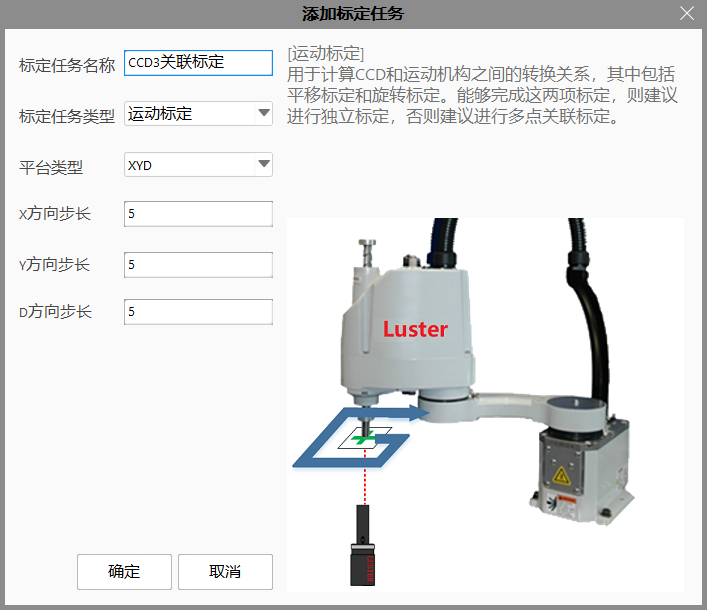 添加标定任务
标定任务名称
CCD3关联标定
标定任务类型
运动标定
平台类型
XYD
X方向步长
5
Y方向步长
5
D方向步长
5
确定
取消
[运动标定]
用于计算CCD和运动机构之间的转换关系，其中包括
平移标定和旋转标定。能够完成这两项标定，则建议
进行独立标定，否则建议进行多点关联标定。
Luster